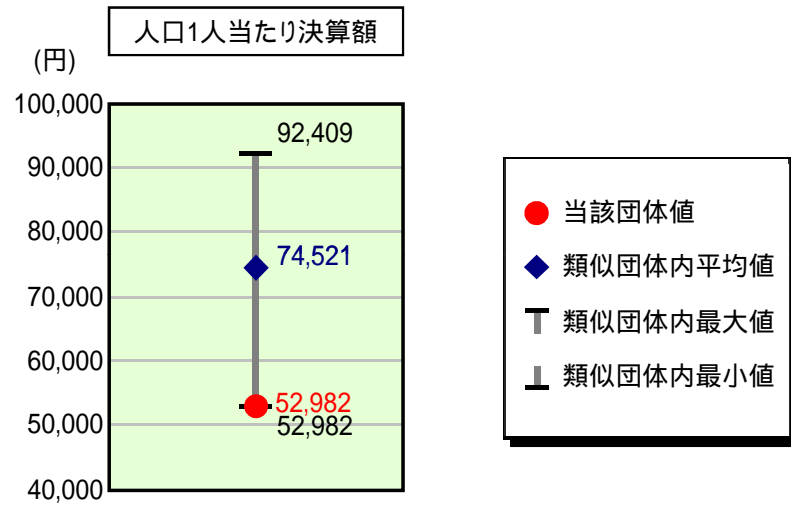 人口1人当たり決算額
(円)
100,000
90,000
80,000
70,000
60,000
50,000
40,000
92,409
74,521
52,982
52,982
当該団体値
類似団体内平均値
類似団体内最大値
類似団体内最小値